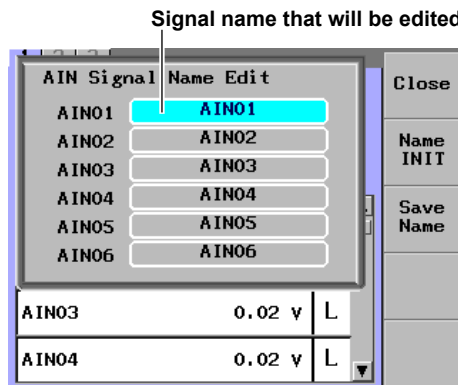 Signal name that will be edited
AIN Signal Name Edit
AIN01 AIN01
AIN02 AIN02
AIN03 AIN03
AIN04 AIN04
AIN05 AIN05
AIN06 AIN06
AIN03 0.02 V L
AIN04 0.02 V L
Close
Name
INIT
Save
Name